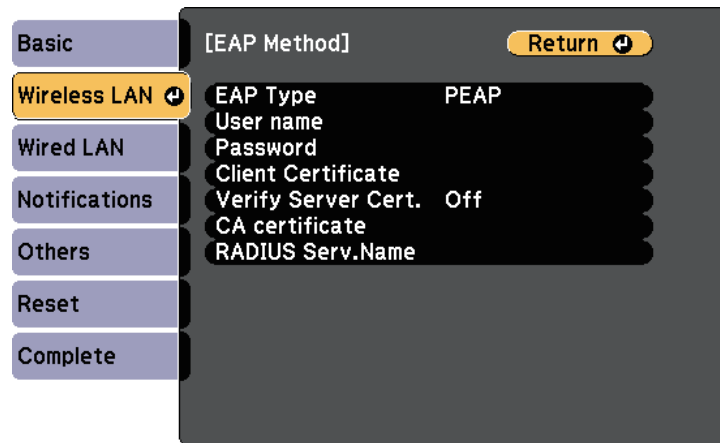 Basic
Wireless LAN
Wired LAN
Notifications
Others
Reset
Complete
[EAP Method]
Return
EAP Type PEAP
User name
Password
Client Certificate
Verify Server Cert. Off
CA certificate
RADIUS Serv.Name